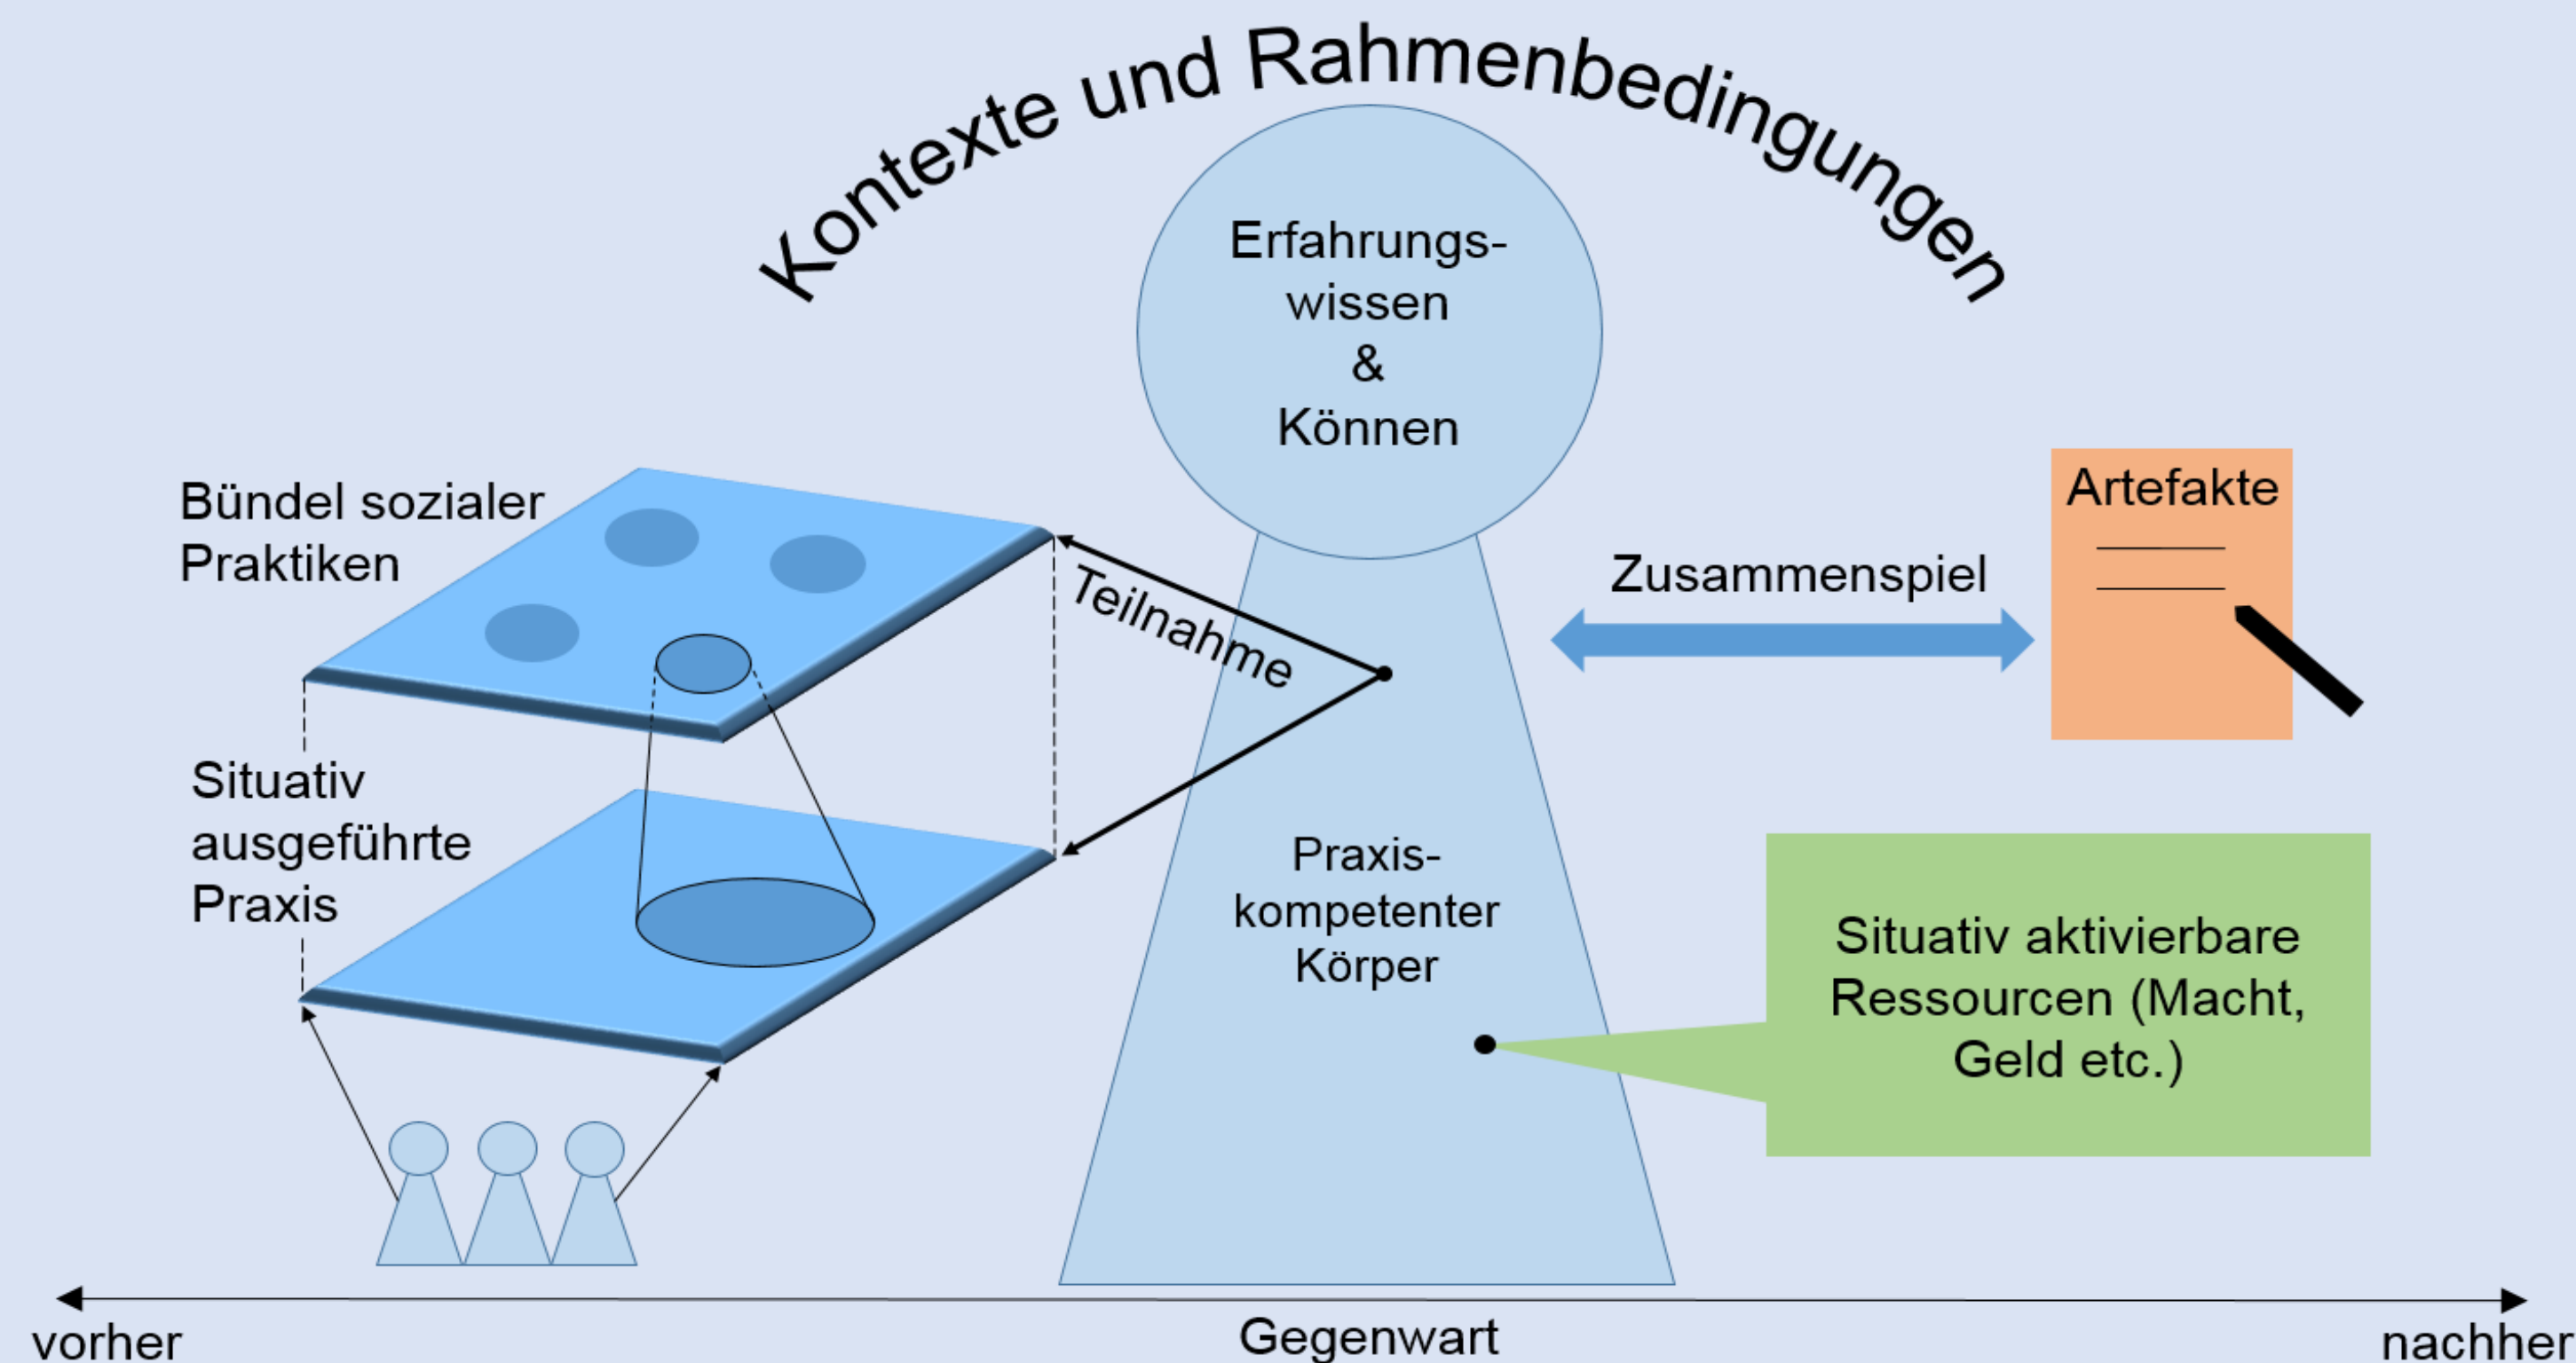 Kontexte und Rahmenbedingungen
Erfahrungs-
wissen
&
Können
Bündel sozialer
Praktiken
Teilnahme
Zusammenspiel
Artefakte
Situativ
ausgeführte
Praxis
Praxis-
kompetenter
Körper
Situativ aktivierbare
Ressourcen (Macht,
Geld etc.)
vorher
Gegenwart
nachher